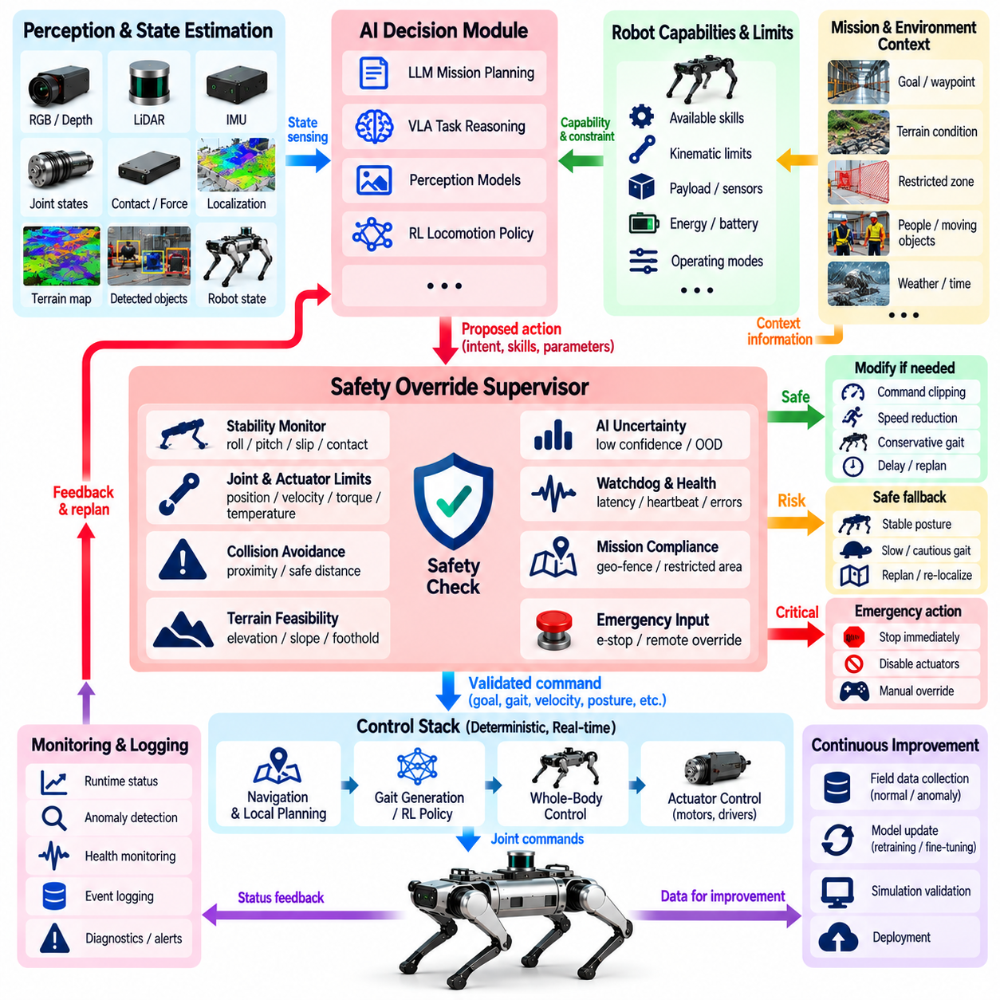 Perception & State Estimation
RGB / Depth
LiDAR
IMU
Joint states
Contact / Force
Localization
Terrain map
Detected objects
Robot state
State
sensing
AI Decision Module
LLM Mission Planning
VLA Task Reasoning
Perception Models
RL Locomotion Policy
...
Capability
& constraint
Robot Capabilties & Limits
Available skills
Kinematic limits
Payload / sensors
Energy / battery
Operating modes
...
Mission & Environment
Context
Goal / waypoint
Terrain condition
Restricted zone
People / moving
objects
Weather / time
...
Context
information
Proposed action
(intent, skills, parameters)
Safety Override Supervisor
Stability Monitor
roll / pitch / slip / contact
Joint & Actuator Limits
position / velocity / torque /
temperature
Collision Avoidance
proximity / safe distance
Terrain Feasibility
elevation / slope / foothold
Safety
Check
AI Uncertainty
low confidence / OOD
Watchdog & Health
latency / heartbeat / errors
Mission Compliance
geo-fence / restricted area
Emergency Input
e-stop / remote override
Safe
Modify if needed
Command clipping
Speed reduction
Conservative gait
Delay / replan
Risk
Safe fallback
Stable posture
Slow / cautious gait
Replan / re-localize
Critical
Emergency action
Stop immediately
Disable actuators
Manual override
Feedback
& replan
Validated command
(goal, gait, velocity, posture, etc.)
Control Stack (Deterministic, Real-time)
Navigation
& Local Planning
Gait Generation
/ RL Policy
Whole-Body
Control
Actuator Control
(motors, drivers)
Joint commands
Monitoring & Logging
Runtime status
Anomaly detection
Health monitoring
Event logging
Diagnostics / alerts
Status feedback
Data for improvement
Continuous Improvement
Field data collection
(normal / anomaly)
Model update
(retraining / fine-tuning)
Simulation validation
Deployment